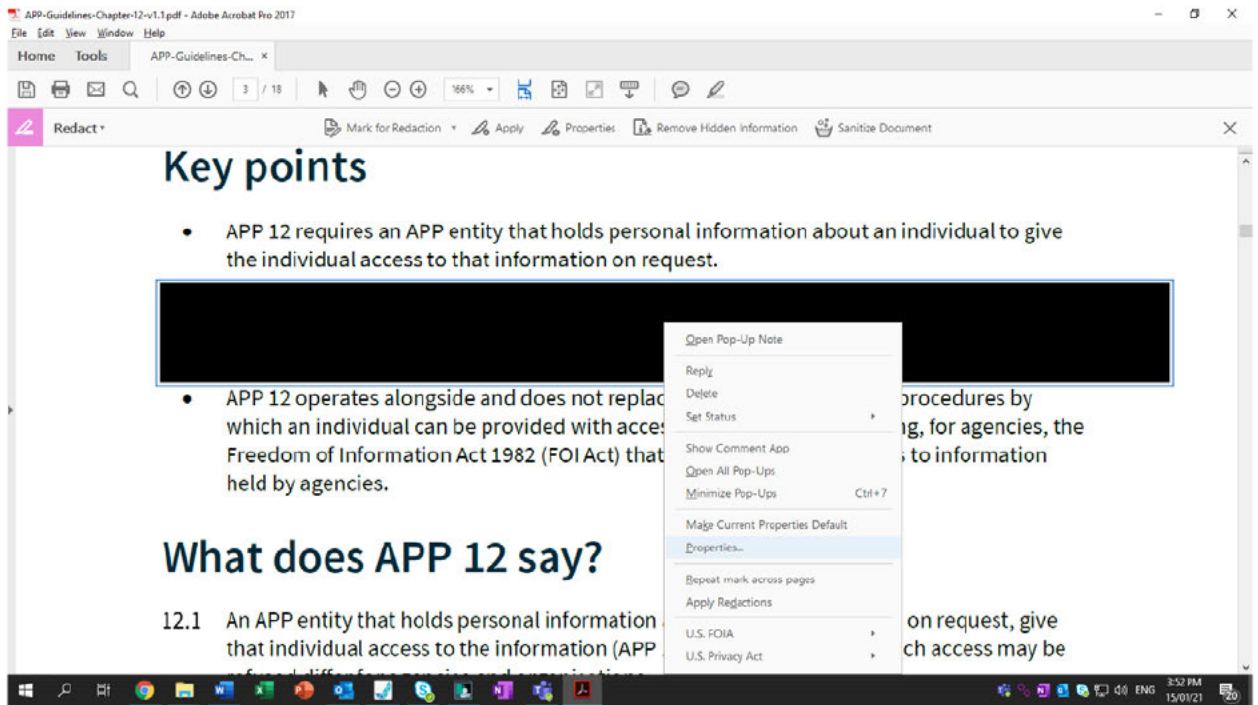 APP-Guidelines-Chapter-12-v1.1.pdf - Adobe Acrobat Pro 2017
File Edit View Window Help
Home Tools APP-Guidelines-Ch... ×
3 / 18 166%
Redact Mark for Redaction Apply Properties Remove Hidden Information Sanitize Document
Key points
• APP 12 requires an APP entity that holds personal information about an individual to give
the individual access to that information on request.
Open Pop-Up Note
Reply
Delete
Set Status
Show Comment App
Open All Pop-Ups
Minimize Pop-Ups Ctrl+7
Make Current Properties Default
Properties...
Repeat mark across pages
Apply Redactions
U.S. FOIA
U.S. Privacy Act
• APP 12 operates alongside and does not replac procedures by
which an individual can be provided with acce ng, for agencies, the
Freedom of Information Act 1982 (FOI Act) that s to information
held by agencies.
What does APP 12 say?
12.1 An APP entity that holds personal information on request, give
that individual access to the information (APP ch access may be
3:52 PM
ENG
15/01/21
20